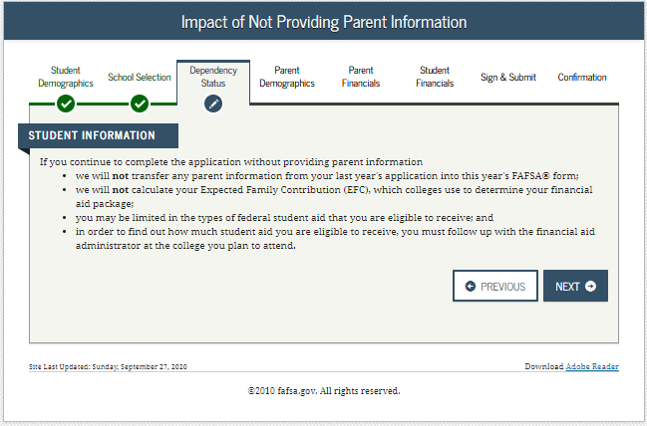 Impact of Not Providing Parent Information
Student Demographics
School Selection
Dependency Status
Parent Demographics
Parent Financials
Student Financials
Sign & Submit
Confirmation
STUDENT INFORMATION
If you continue to complete the application without providing parent information
• we will not transfer any parent information from your last year's application into this year's FAFSA® form;
• we will not calculate your Expected Family Contribution (EFC), which colleges use to determine your financial
aid package;
• you may be limited in the types of federal student aid that you are eligible to receive; and
• in order to find out how much student aid you are eligible to receive, you must follow up with the financial aid
administrator at the college you plan to attend.
PREVIOUS
NEXT
Site Last Updated: Sunday, September 27, 2020
Download Adobe Reader
©2010 fafsa.gov. All rights reserved.